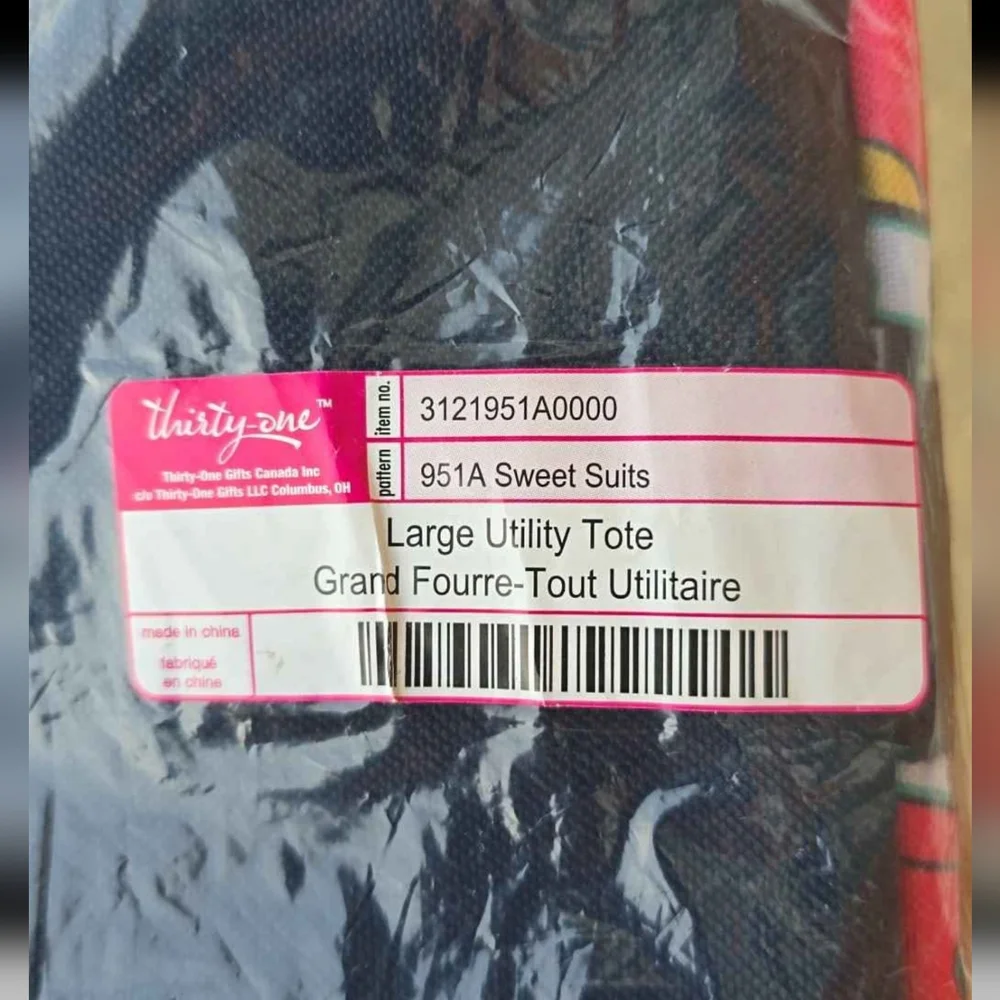 thirty-one™
Thirty-One Gifts Canada Inc
c/o Thirty-One Gifts LLC Columbus, OH
item no.
3121951A0000
pattern
951A Sweet Suits
Large Utility Tote
Grand Fourre-Tout Utilitaire
made in china
fabriqué
en chine